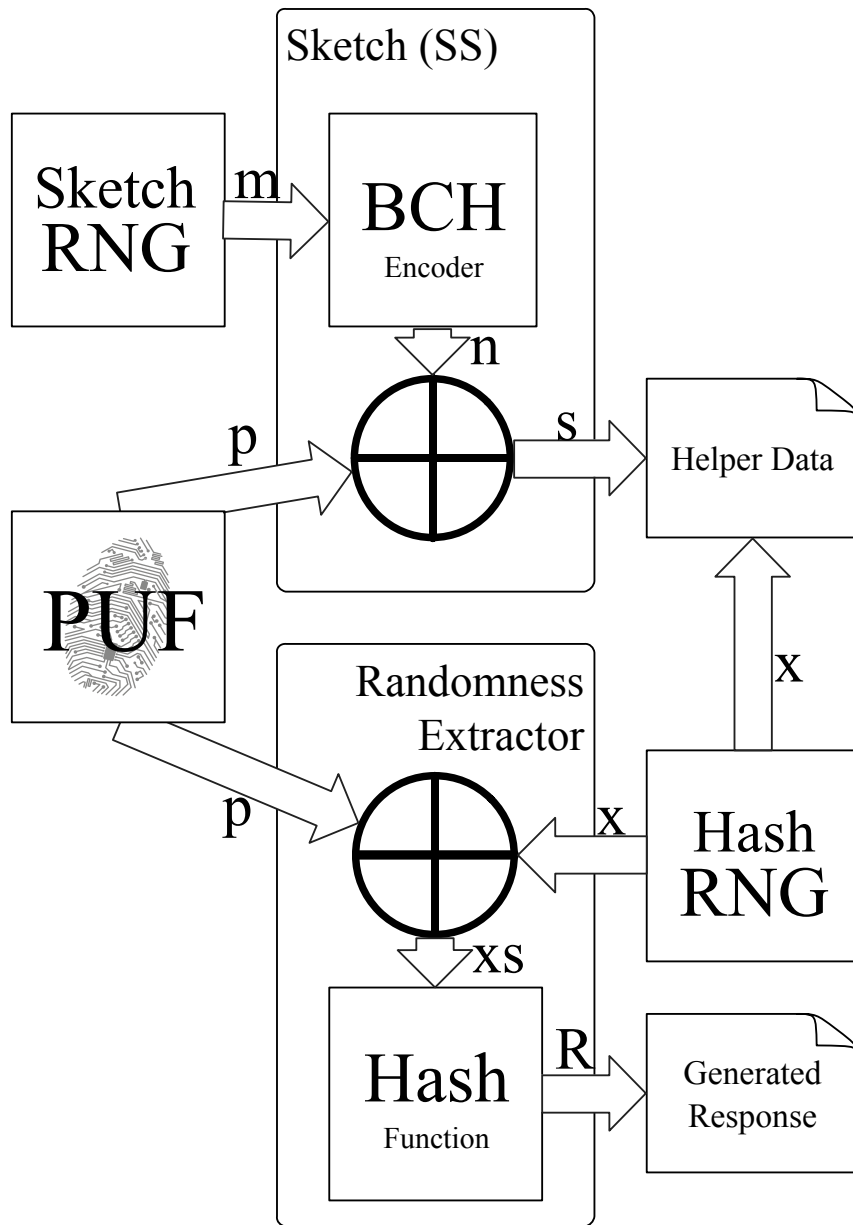 Sketch (SS)
Sketch
RNG
m
BCH
Encoder
n
p
s
Helper Data
PUF
x
Randomness
Extractor
p
x
Hash
RNG
xs
Hash
Function
R
Generated
Response